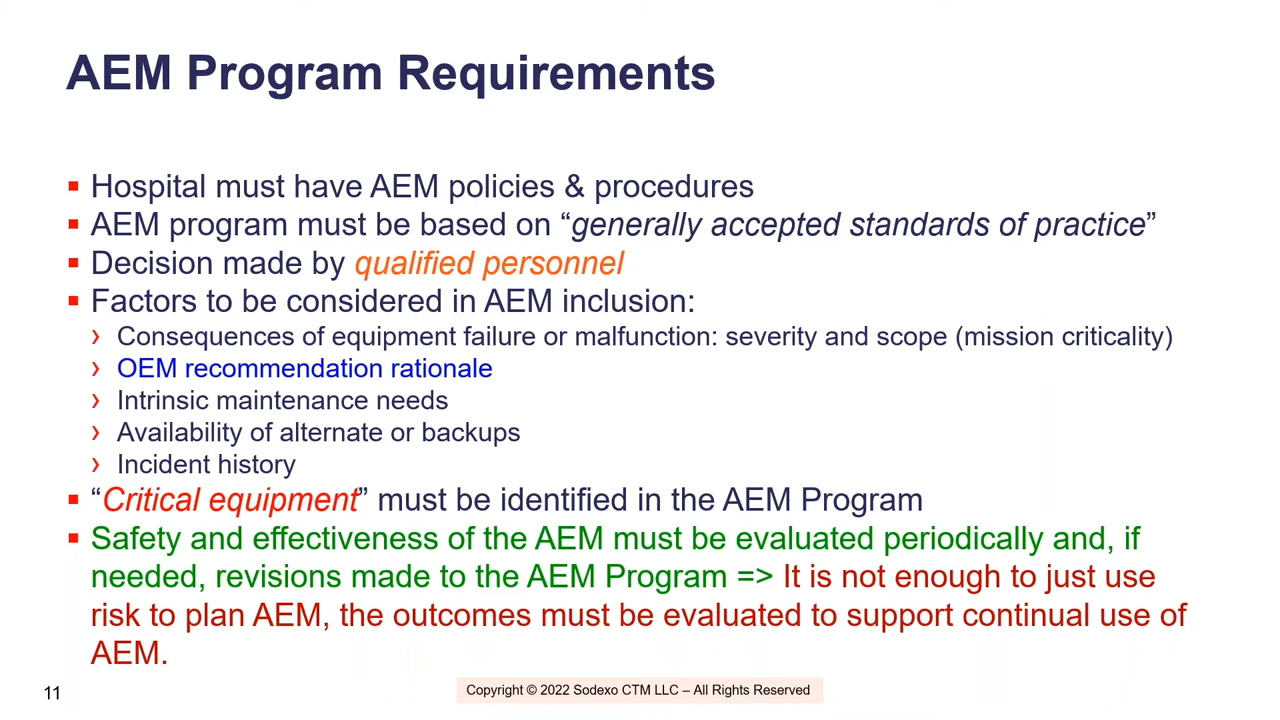 AEM Program Requirements
▪ Hospital must have AEM policies & procedures
▪ AEM program must be based on “generally accepted standards of practice”
▪ Decision made by qualified personnel
▪ Factors to be considered in AEM inclusion:
› Consequences of equipment failure or malfunction: severity and scope (mission criticality)
› OEM recommendation rationale
› Intrinsic maintenance needs
› Availability of alternate or backups
› Incident history
▪ “Critical equipment” must be identified in the AEM Program
▪ Safety and effectiveness of the AEM must be evaluated periodically and, if
needed, revisions made to the AEM Program => It is not enough to just use
risk to plan AEM, the outcomes must be evaluated to support continual use of
AEM.
11
Copyright © 2022 Sodexo CTM LLC – All Rights Reserved